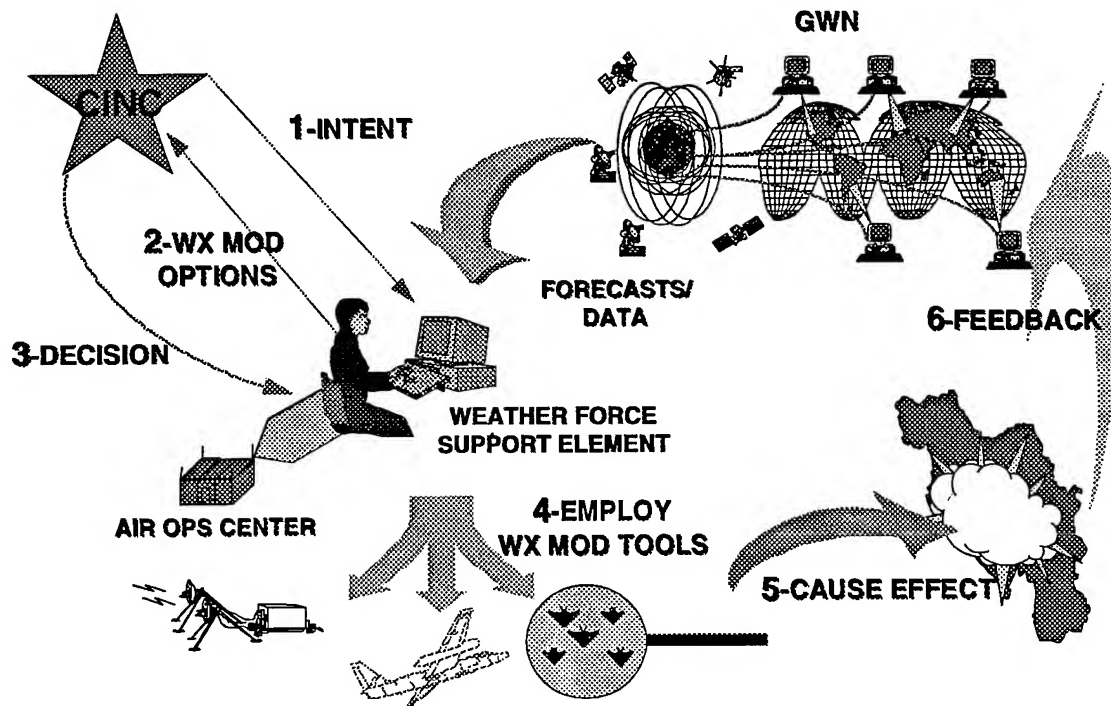 GWN
CINC
1-INTENT
2-WX MOD
OPTIONS
FORECASTS/
DATA
6-FEEDBACK
3-DECISION
WEATHER FORCE
SUPPORT ELEMENT
AIR OPS CENTER
4-EMPLOY
WX MOD TOOLS
5-CAUSE EFFECT